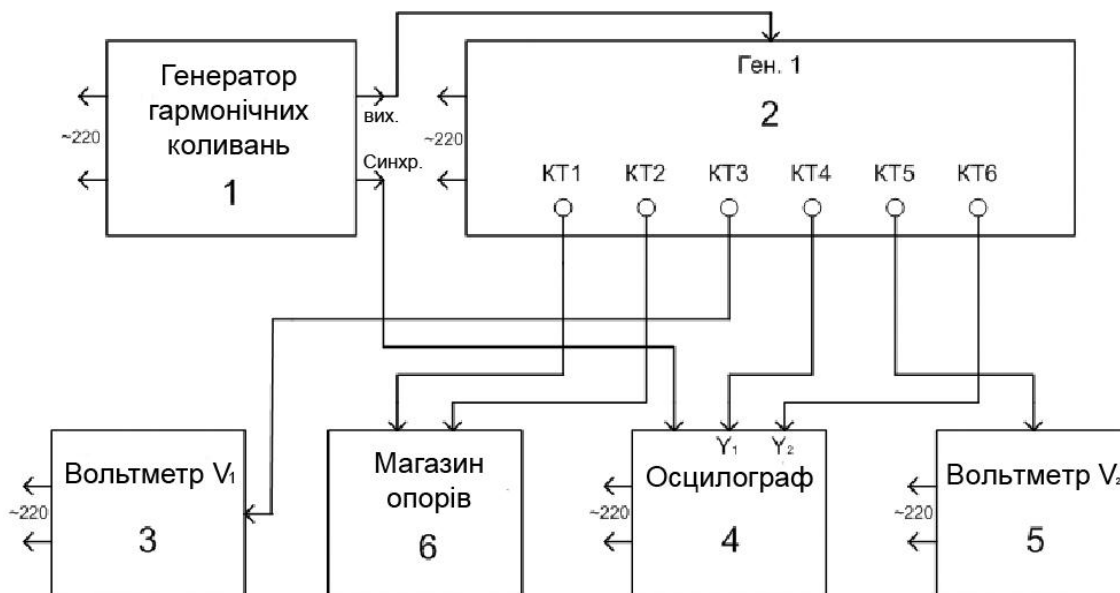 Генератор
гармонічних
коливань
1
~220
вих.
Синхр.
Ген. 1
2
~220
КТ1 КТ2 КТ3 КТ4 КТ5 КТ6
Вольтметр V₁
3
~220
Магазин
опорів
6
Y₁ Y₂
Осцилограф
4
~220
Вольтметр V₂
5
~220